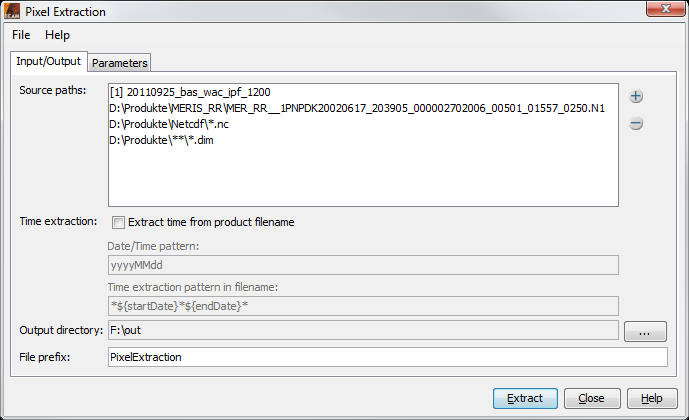 Pixel Extraction
File Help
Input/Output Parameters
Source paths:
[1] 20110925_bas_wac_ipf_1200
D:\Produkte\MERIS_RR\MER_RR__1PNPDK20020617_203905_000002702006_00501_01557_0250.N1
D:\Produkte\Netcdf\*.nc
D:\Produkte\**\*.dim
Time extraction: Extract time from product filename
Date/Time pattern:
yyyyMMdd
Time extraction pattern in filename:
*${startDate}*${endDate}*
Output directory: F:\out ...
File prefix: PixelExtraction
Extract Close Help